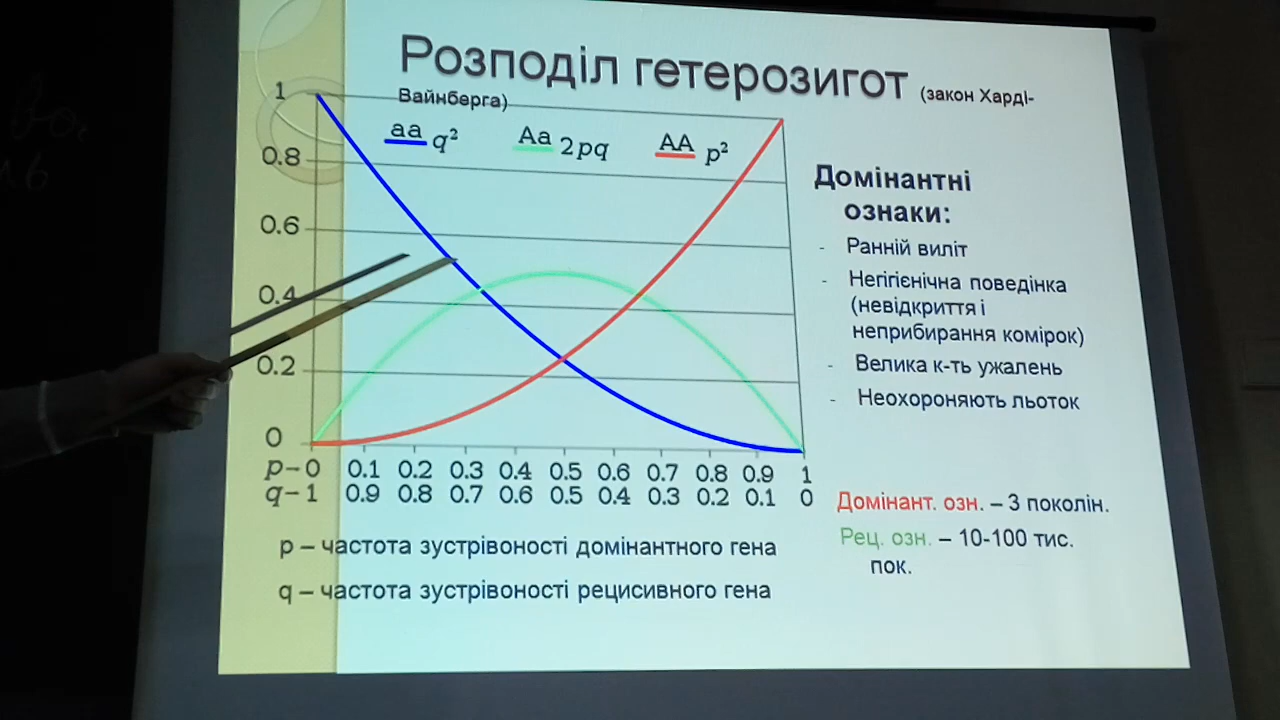 Розподіл гетерозигот (закон Харді-
Вайнберга)
aa q²
Aa 2pq
AA p²
1
0.8
0.6
0.4
0.2
0
p – 0 0.1 0.2 0.3 0.4 0.5 0.6 0.7 0.8 0.9 1
q – 1 0.9 0.8 0.7 0.6 0.5 0.4 0.3 0.2 0.1 0
p – частота зустрівоності домінантного гена
q – частота зустрівоності рецисивного гена
Домінантні
ознаки:
- Ранній виліт
- Негігієнічна поведінка
(невідкриття і
неприбирання комірок)
- Велика к-ть ужалень
- Неохороняють льоток
Домінант. озн. – 3 поколін.
Рец. озн. – 10-100 тис.
пок.